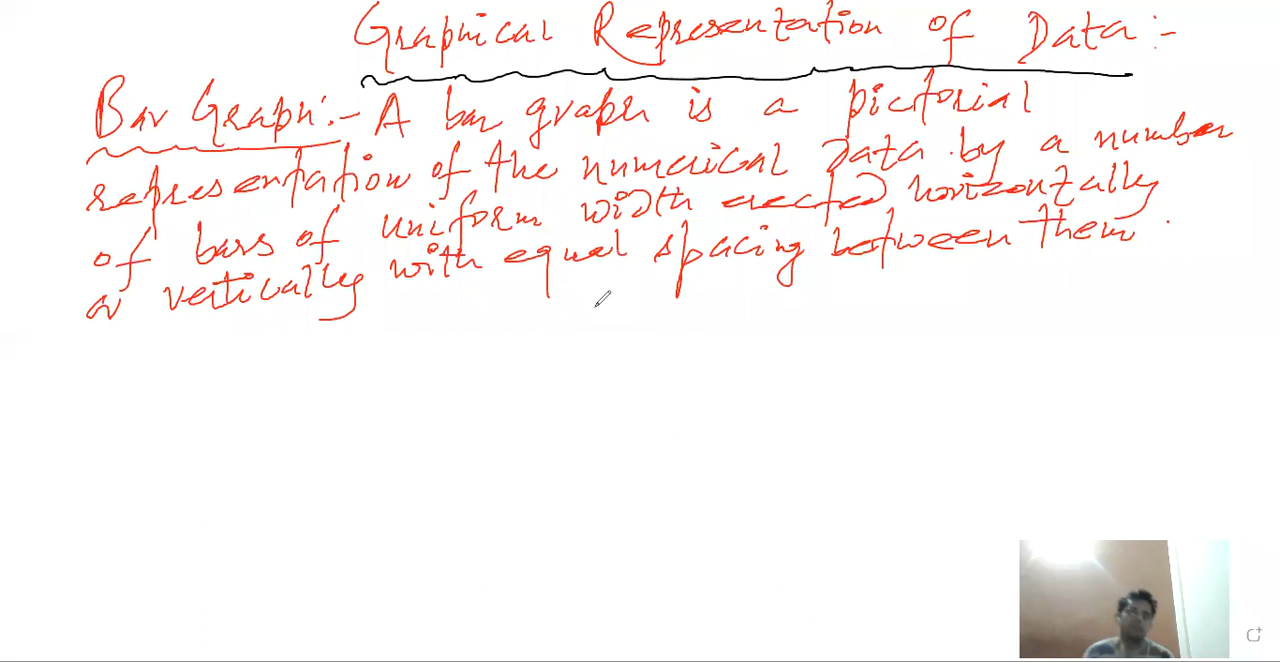 Graphical Representation of Data:-
Bar Graph:- A bar graph is a pictorial
representation of the numerical data by a number
of bars of uniform width erected horizontally
or vertically with equal spacing between them.